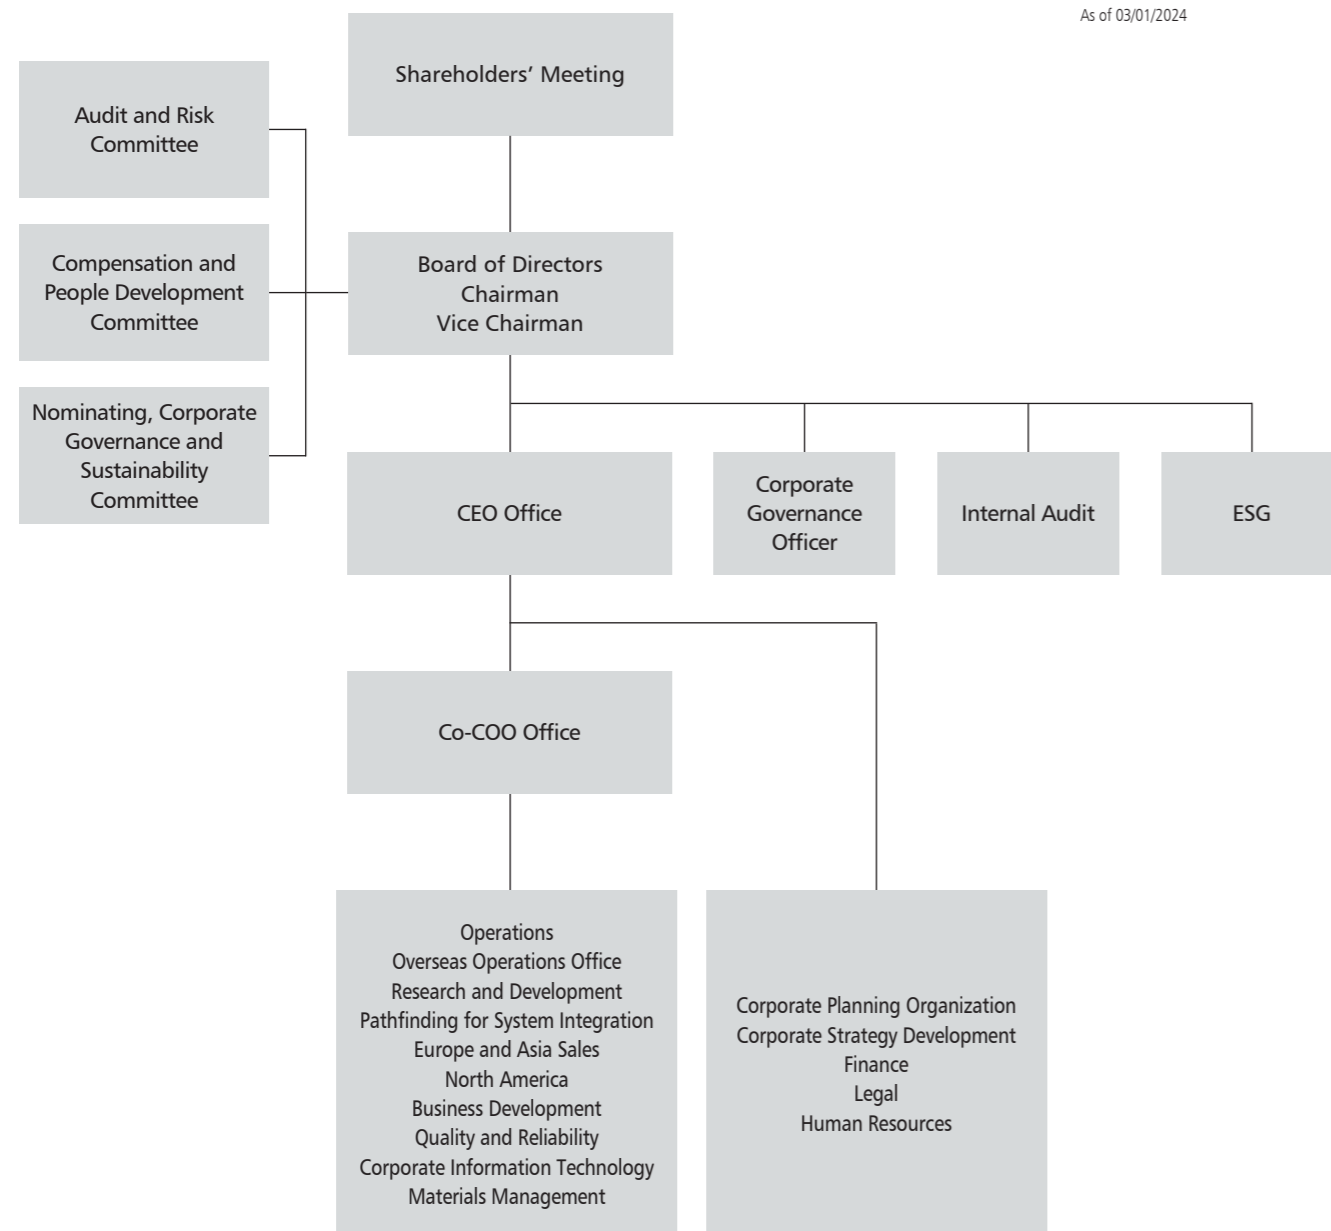 As of 03/01/2024
Shareholders’ Meeting
Audit and Risk
Committee
Compensation and
People Development
Committee
Nominating, Corporate
Governance and
Sustainability
Committee
Board of Directors
Chairman
Vice Chairman
CEO Office
Corporate
Governance
Officer
Internal Audit
ESG
Co-COO Office
Operations
Overseas Operations Office
Research and Development
Pathfinding for System Integration
Europe and Asia Sales
North America
Business Development
Quality and Reliability
Corporate Information Technology
Materials Management
Corporate Planning Organization
Corporate Strategy Development
Finance
Legal
Human Resources